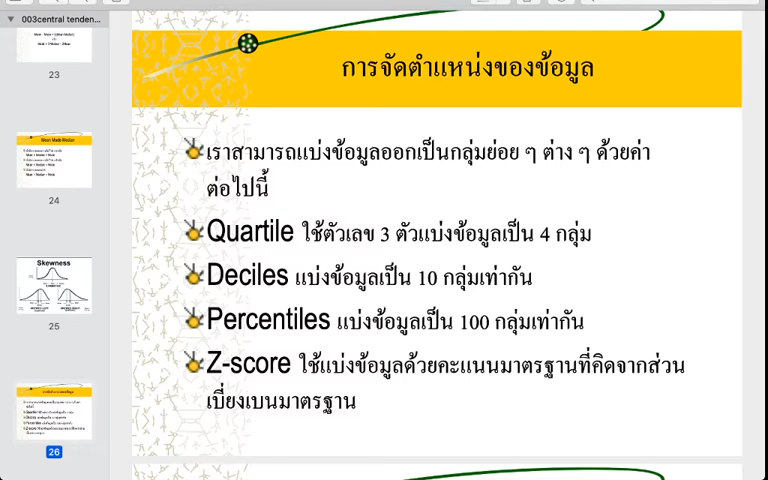 003central tenden...
23
Mean Mode Median
24
Skewness
25
26
การจัดตำแหน่งของข้อมูล
เราสามารถแบ่งข้อมูลออกเป็นกลุ่มย่อย ๆ ต่าง ๆ ด้วยค่า
ต่อไปนี้
Quartile ใช้ตัวเลข 3 ตัวแบ่งข้อมูลเป็น 4 กลุ่ม
Deciles แบ่งข้อมูลเป็น 10 กลุ่มเท่ากัน
Percentiles แบ่งข้อมูลเป็น 100 กลุ่มเท่ากัน
Z-score ใช้แบ่งข้อมูลด้วยคะแนนมาตรฐานที่คิดจากส่วน
เบี่ยงเบนมาตรฐาน